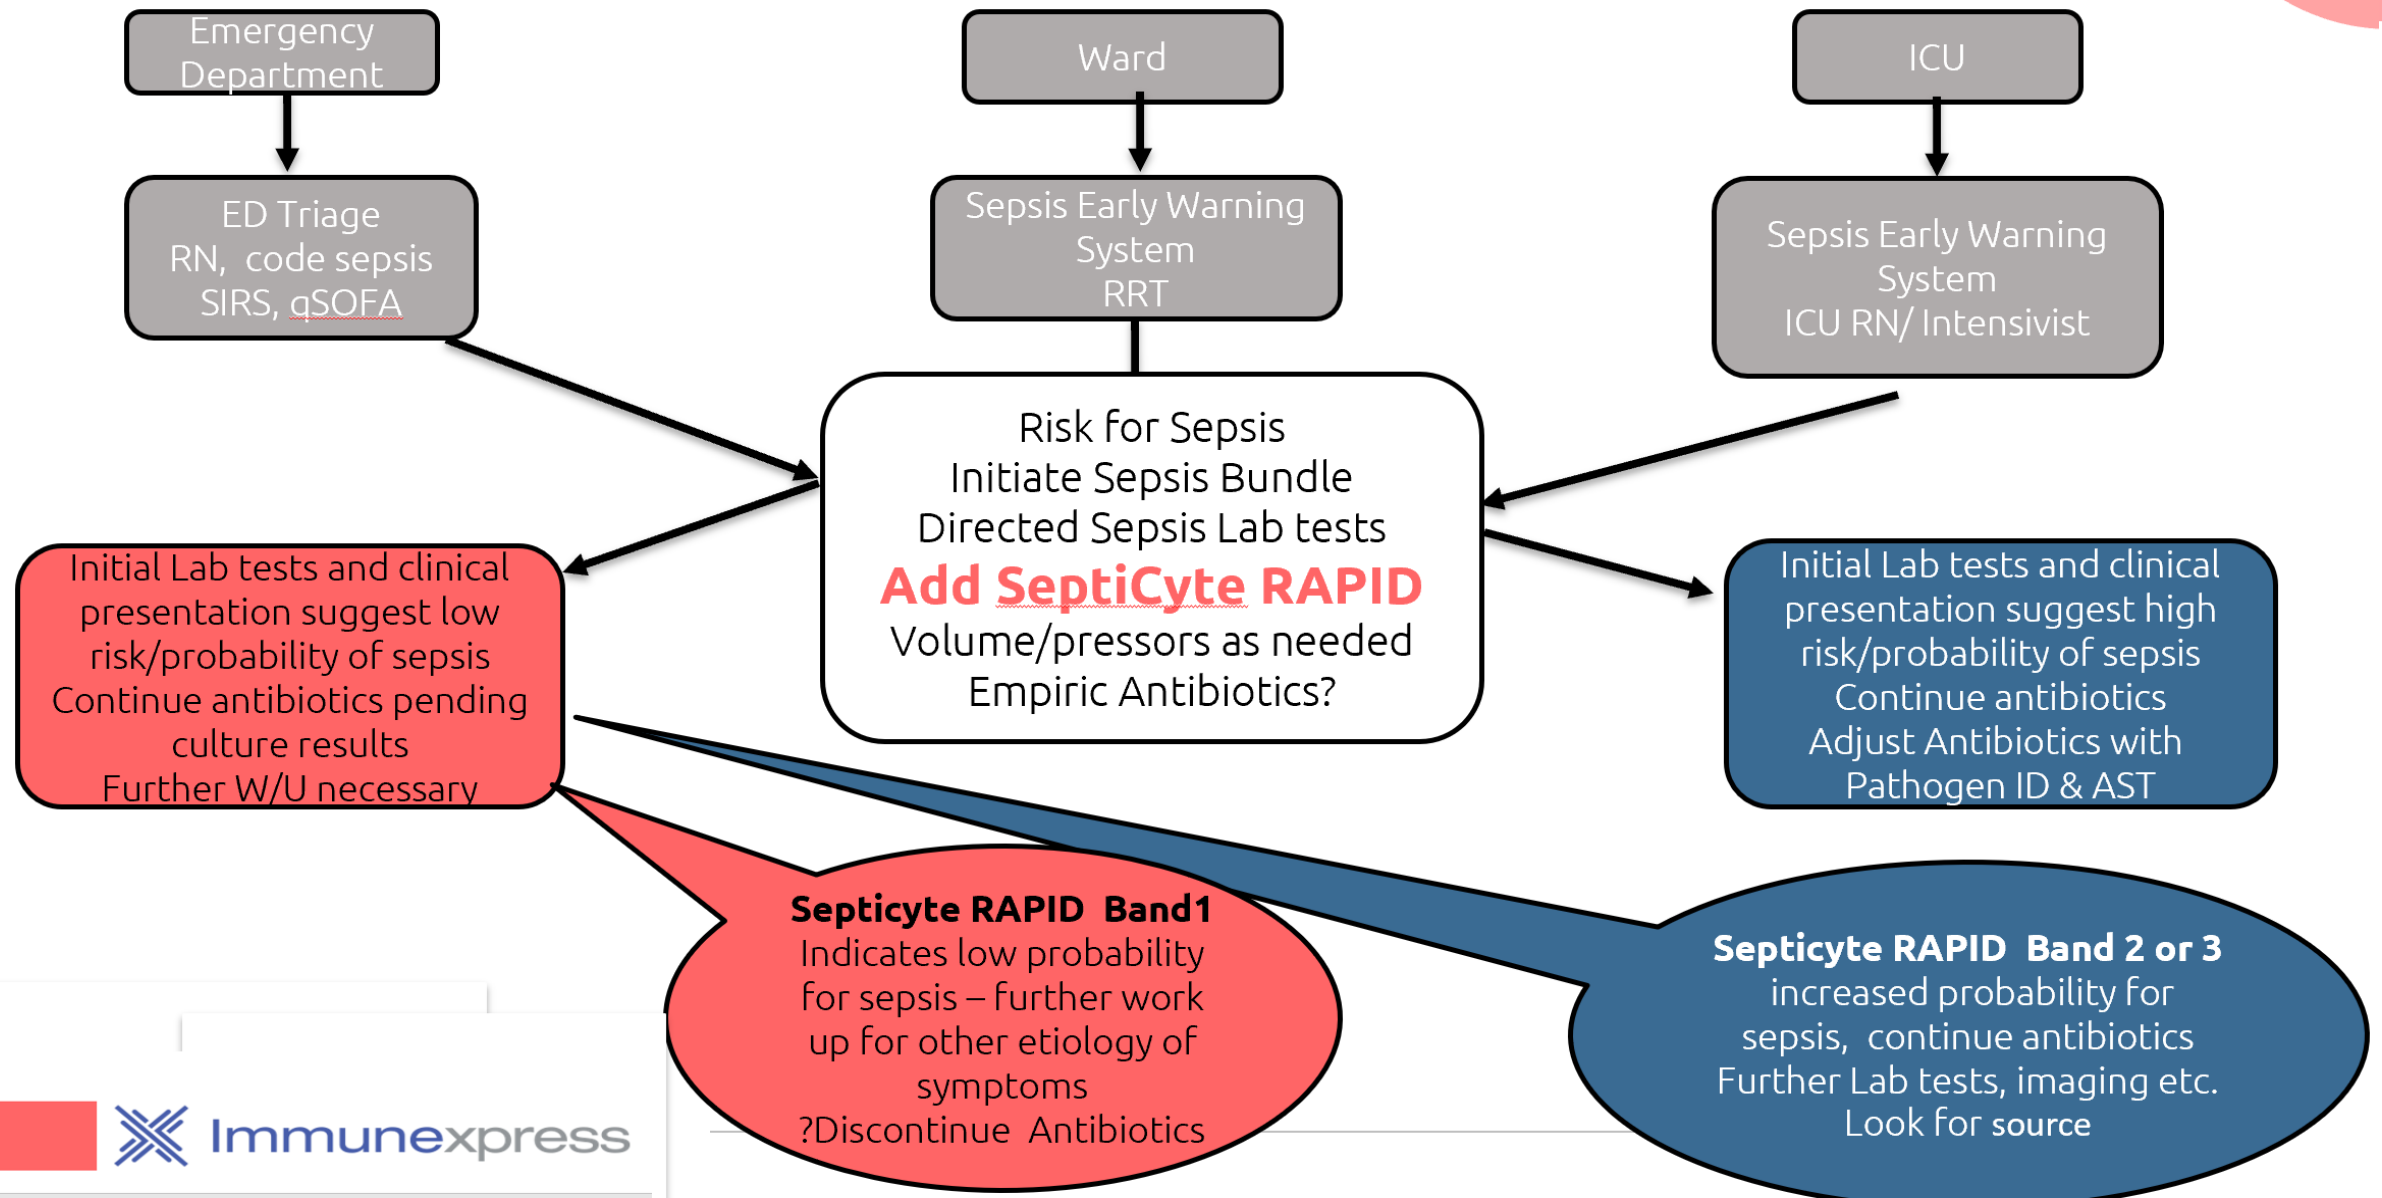 Emergency
Department
Ward
ICU
ED Triage
RN, code sepsis
SIRS, qSOFA
Sepsis Early Warning
System
RRT
Sepsis Early Warning
System
ICU RN/ Intensivist
Risk for Sepsis
Initiate Sepsis Bundle
Directed Sepsis Lab tests
Add SeptiCyte RAPID
Volume/pressors as needed
Empiric Antibiotics?
Initial Lab tests and clinical
presentation suggest low
risk/probability of sepsis
Continue antibiotics pending
culture results
Further W/U necessary
Initial Lab tests and clinical
presentation suggest high
risk/probability of sepsis
Continue antibiotics
Adjust Antibiotics with
Pathogen ID & AST
Septicyte RAPID Band1
Indicates low probability
for sepsis – further work
up for other etiology of
symptoms
?Discontinue Antibiotics
Septicyte RAPID Band 2 or 3
increased probability for
sepsis, continue antibiotics
Further Lab tests, imaging etc.
Look for source
Immunexpress